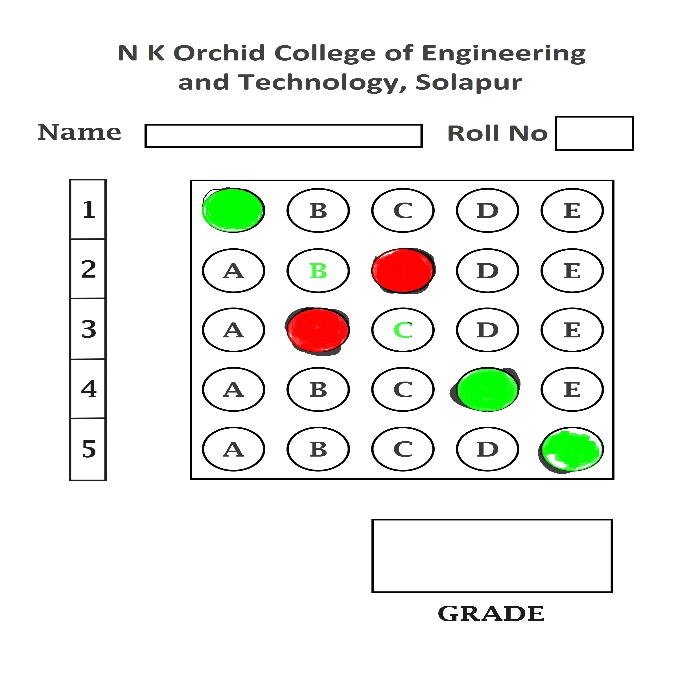 N K Orchid College of Engineering
and Technology, Solapur
Name Roll No
1 B C D E
2 A B D E
3 A C D E
4 A B C E
5 A B C D
GRADE